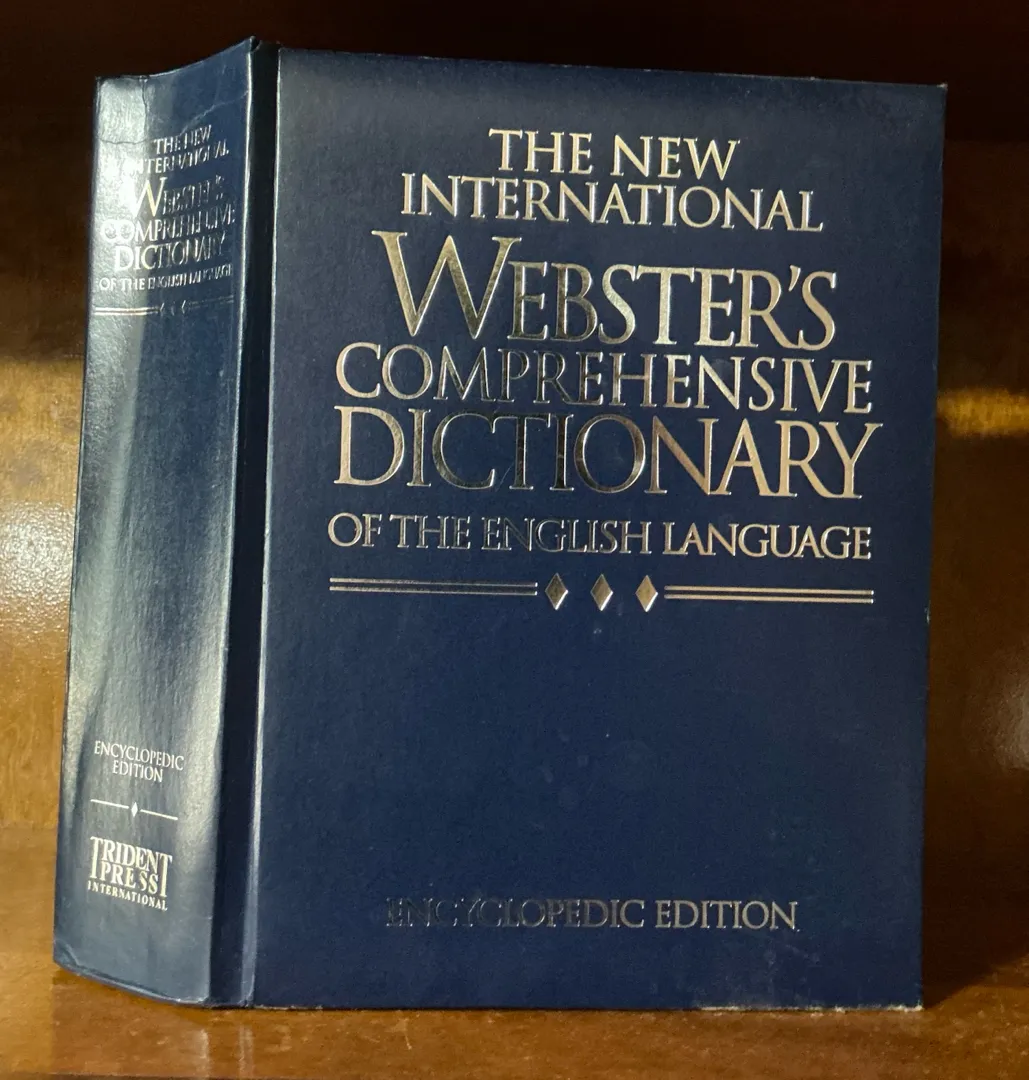 THE NEW
INTERNATIONAL
WEBSTER'S
COMPREHENSIVE
DICTIONARY
OF THE ENGLISH LANGUAGE
ENCYCLOPEDIC
EDITION
TRIDENT
PRESS
INTERNATIONAL
THE NEW
INTERNATIONAL
WEBSTER'S
COMPREHENSIVE
DICTIONARY
OF THE ENGLISH LANGUAGE
ENCYCLOPEDIC EDITION